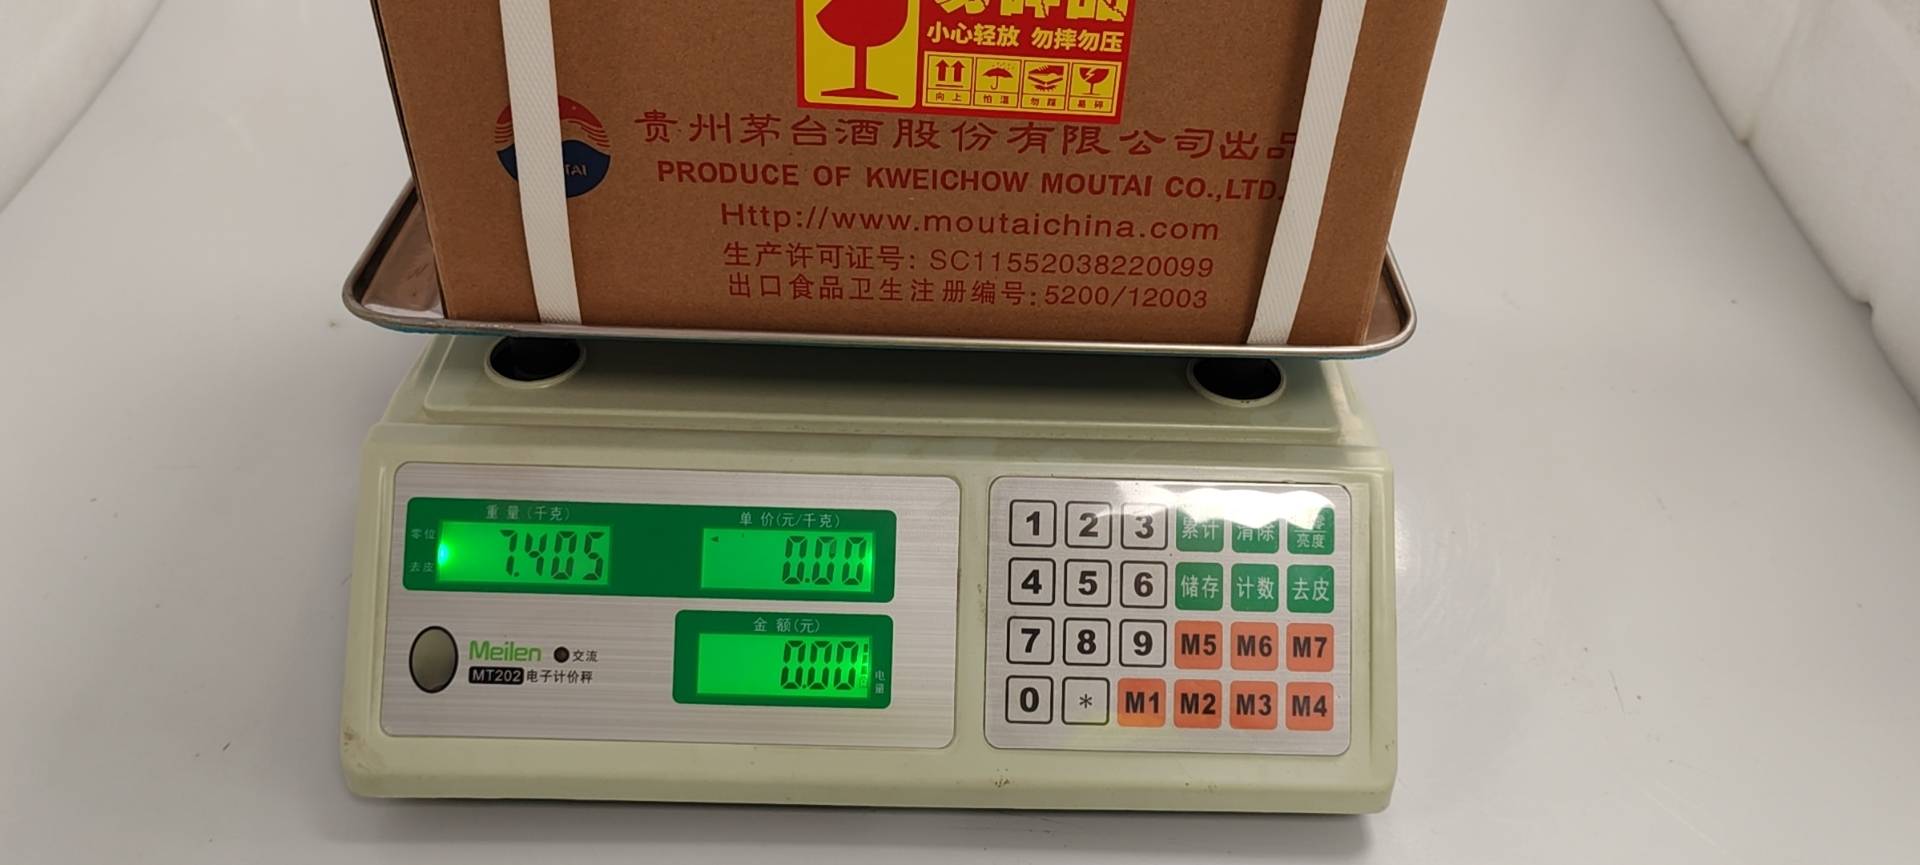 小心轻放 勿摔勿压
向上 怕湿 勿踩 易碎
贵州茅台酒股份有限公司出品
TAI
PRODUCE OF KWEICHOW MOUTAI CO.,LTD.
Http://www.moutaichina.com
生产许可证号: SC11552038220099
出口食品卫生注册编号:5200/12003
重量(千克)
单价(元/千克)
零位
去皮
7.405
0.00
金额(元)
0.00
电量
Meilen 交流
MT202 电子计价秤
1 2 3 累计 清除
亮度
4 5 6 储存 计数 去皮
7 8 9 M5 M6 M7
0 * M1 M2 M3 M4